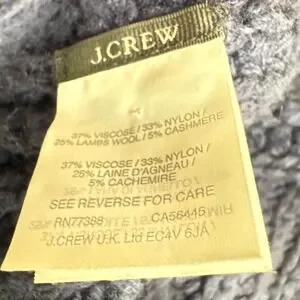 J.CREW
37% VISCOSE / 33% NYLON /
25% LAMBS WOOL / 5% CASHMERE
37% VISCOSE / 33% NYLON /
25% LAINE D'AGNEAU /
5% CACHEMIRE
SEE REVERSE FOR CARE
RN77388 CA56445
J.CREW U.K. Ltd EC4V 6JA